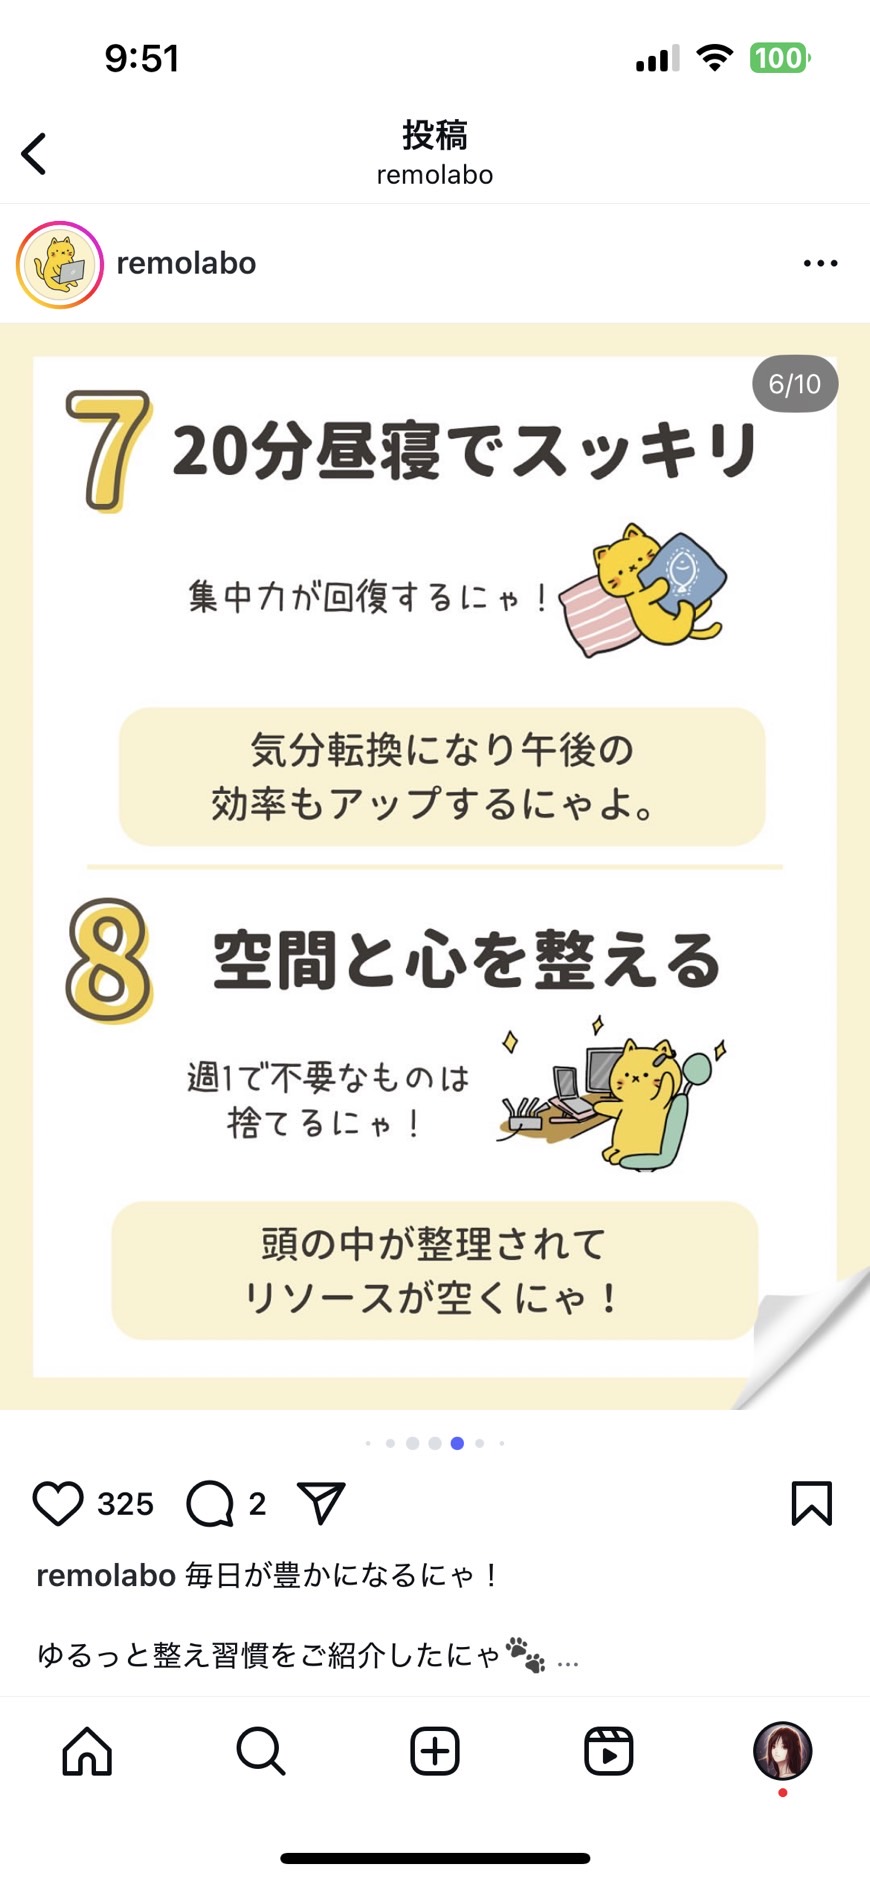 9:51
100
投稿
remolabo
remolabo
6/10
7 20分昼寝でスッキリ
集中力が回復するにゃ！
気分転換になり午後の
効率もアップするにゃよ。
8 空間と心を整える
週1で不要なものは
捨てるにゃ！
頭の中が整理されて
リソースが空くにゃ！
325
2
remolabo 毎日が豊かになるにゃ！
ゆるっと整え習慣をご紹介したにゃ🐾 ...